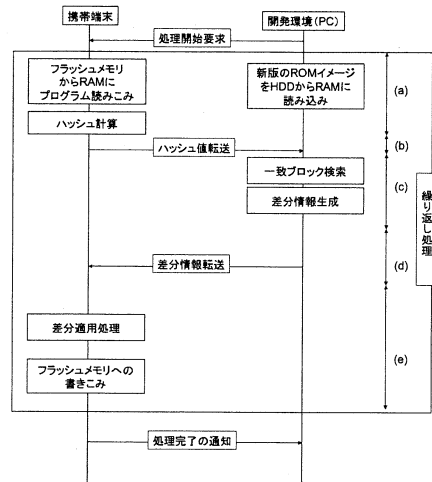 携帯端末
開発環境(PC)
処理開始要求
フラッシュメモリ
からRAMに
プログラム読みこみ
新版のROMイメージ
をHDDからRAMに
読み込み
(a)
ハッシュ計算
ハッシュ値転送
(b)
一致ブロック検索
(c)
差分情報生成
繰り返し処理
差分情報転送
(d)
差分適用処理
(e)
フラッシュメモリへの
書きこみ
処理完了の通知